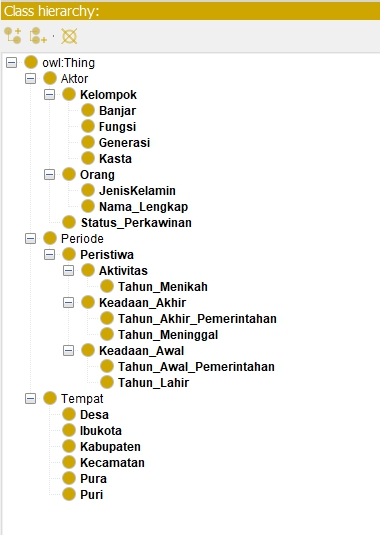 Class hierarchy:
owl:Thing
Aktor
Kelompok
Banjar
Fungsi
Generasi
Kasta
Orang
JenisKelamin
Nama_Lengkap
Status_Perkawinan
Periode
Peristiwa
Aktivitas
Tahun_Menikah
Keadaan_Akhir
Tahun_Akhir_Pemerintahan
Tahun_Meninggal
Keadaan_Awal
Tahun_Awal_Pemerintahan
Tahun_Lahir
Tempat
Desa
Ibukota
Kabupaten
Kecamatan
Pura
Puri